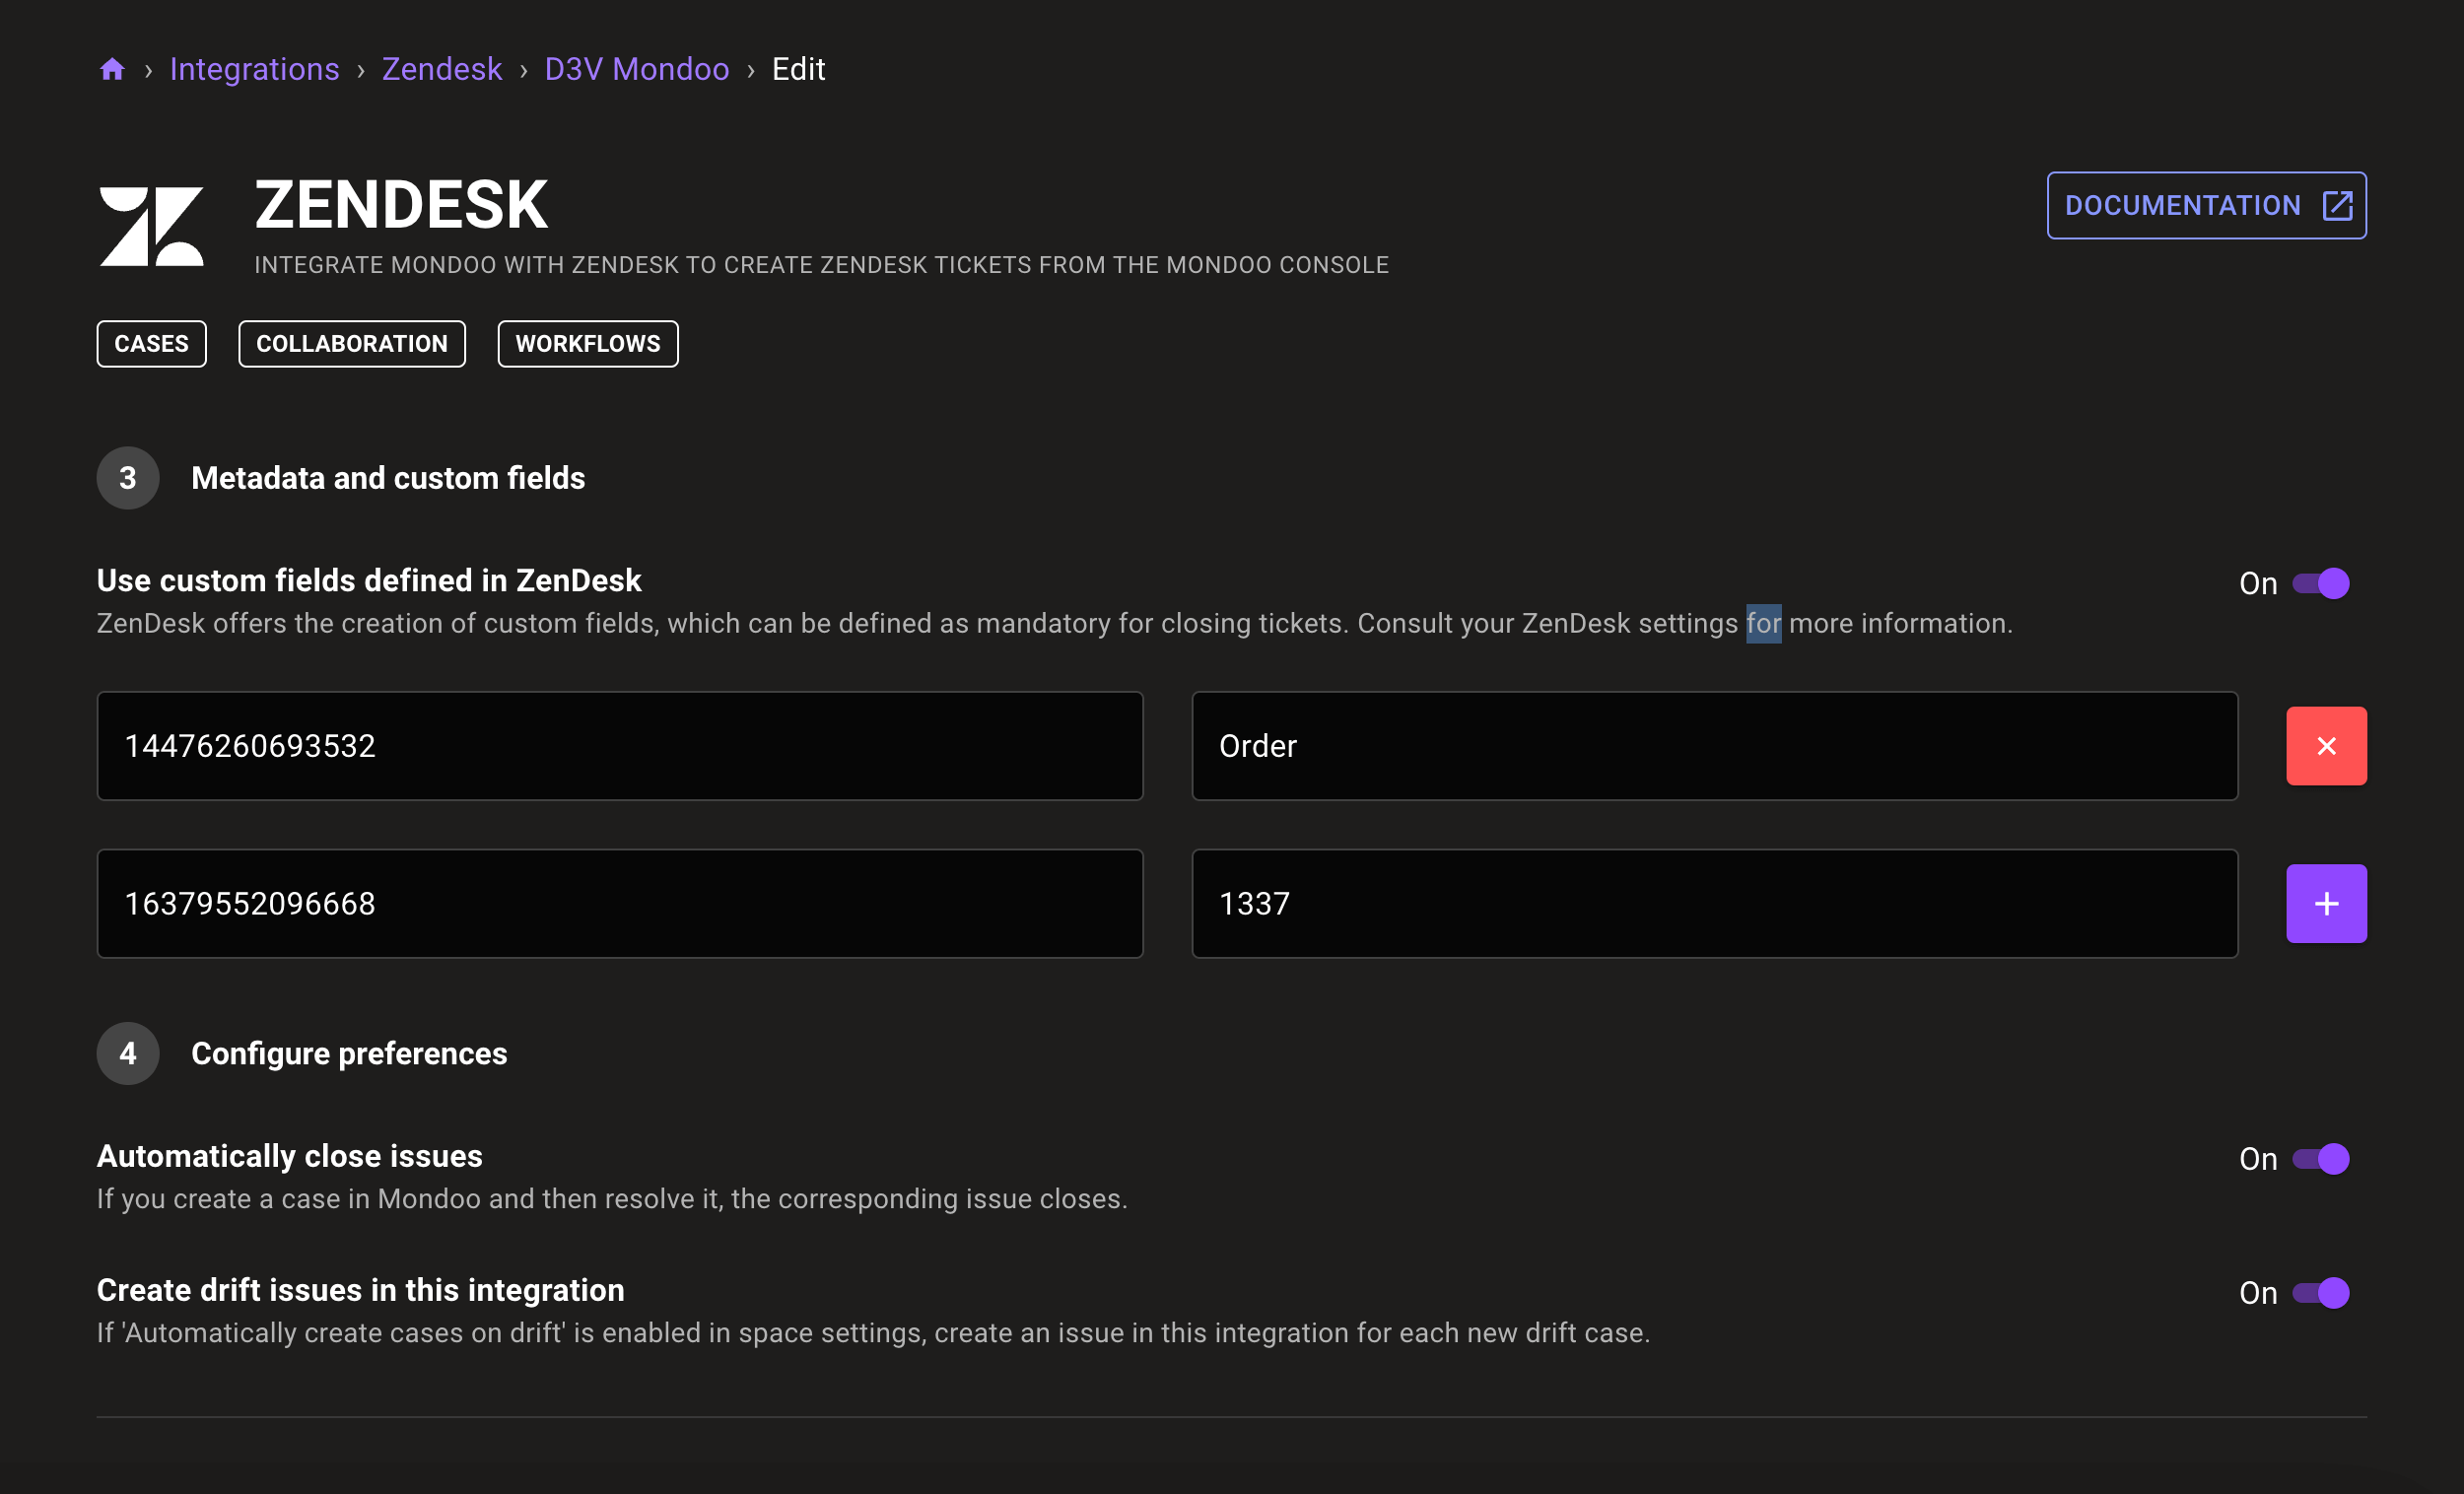 › Integrations › Zendesk › D3V Mondoo › Edit
ZENDESK
INTEGRATE MONDOO WITH ZENDESK TO CREATE ZENDESK TICKETS FROM THE MONDOO CONSOLE
DOCUMENTATION
CASES COLLABORATION WORKFLOWS
3 Metadata and custom fields
Use custom fields defined in ZenDesk
On
ZenDesk offers the creation of custom fields, which can be defined as mandatory for closing tickets. Consult your ZenDesk settings for more information.
14476260693532 Order
16379552096668 1337
4 Configure preferences
Automatically close issues
On
If you create a case in Mondoo and then resolve it, the corresponding issue closes.
Create drift issues in this integration
On
If 'Automatically create cases on drift' is enabled in space settings, create an issue in this integration for each new drift case.